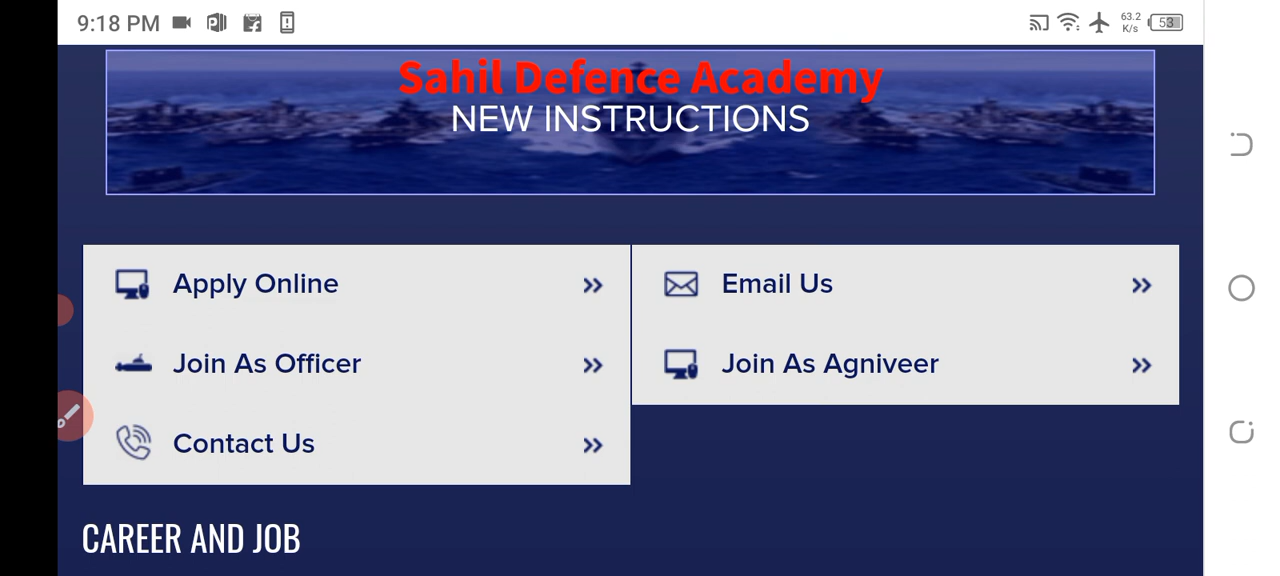 9:18 PM
63.2
K/s
53
Sahil Defence Academy
NEW INSTRUCTIONS
Apply Online
Email Us
Join As Officer
Join As Agniveer
Contact Us
CAREER AND JOB